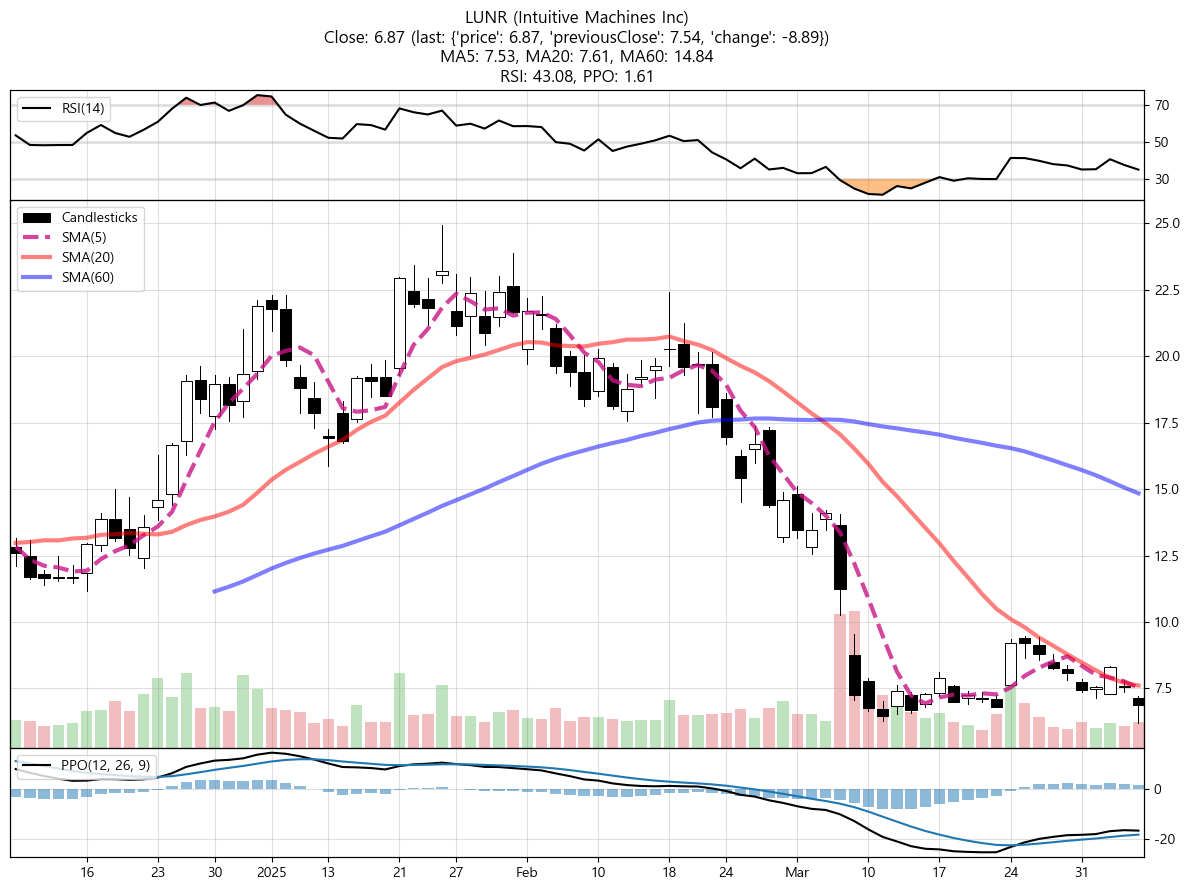 LUNR (Intuitive Machines Inc)
Close: 6.87 (last: {'price': 6.87, 'previousClose': 7.54, 'change': -8.89})
MA5: 7.53, MA20: 7.61, MA60: 14.84
RSI: 43.08, PPO: 1.61
RSI(14)
70
50
30
Candlesticks
SMA(5)
SMA(20)
SMA(60)
25.0
22.5
20.0
17.5
15.0
12.5
10.0
7.5
PPO(12, 26, 9)
0
-20
16 23 30 2025 13 21 27 Feb 10 18 24 Mar 10 17 24 31